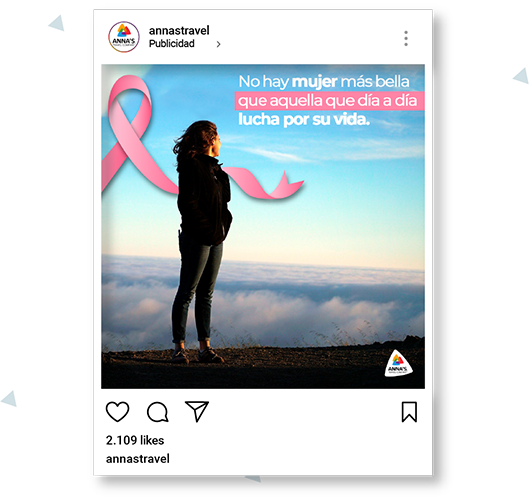 ANNA'S
annastravel
Publicidad
No hay mujer más bella
que aquella que día a día
lucha por su vida.
ANNA'S
2.109 likes
annastravel